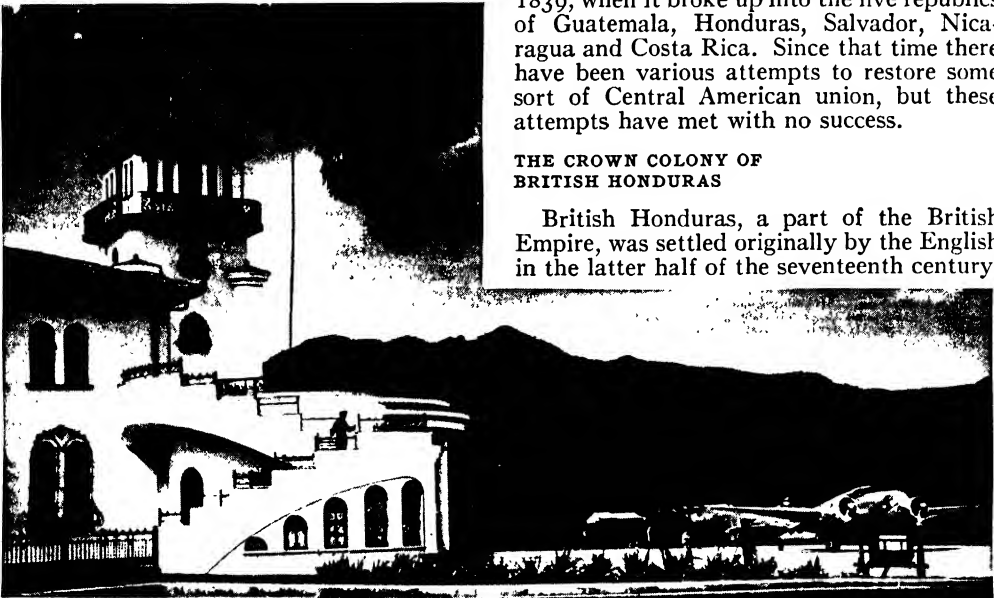 1839, when it broke up into the five republics
of Guatemala, Honduras, Salvador, Nica-
ragua and Costa Rica. Since that time there
have been various attempts to restore some
sort of Central American union, but these
attempts have met with no success.
THE CROWN COLONY OF
BRITISH HONDURAS
British Honduras, a part of the British
Empire, was settled originally by the English
in the latter half of the seventeenth century